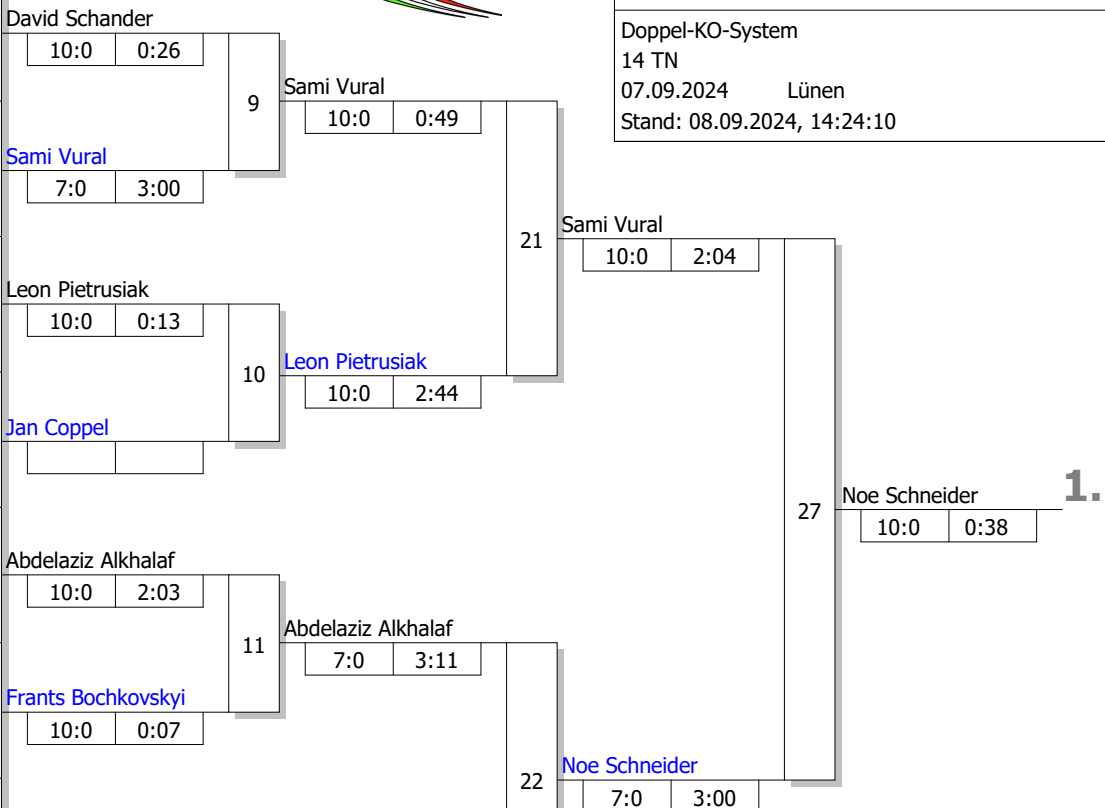 David Schander
10:0 0:26
Doppel-KO-System
14 TN
07.09.2024 Lünen
Stand: 08.09.2024, 14:24:10
9
Sami Vural
10:0 0:49
Sami Vural
7:0 3:00
21
Sami Vural
10:0 2:04
Leon Pietrusiak
10:0 0:13
10
Leon Pietrusiak
10:0 2:44
Jan Coppel
27
Noe Schneider
10:0 0:38
1.
Abdelaziz Alkhalaf
10:0 2:03
11
Abdelaziz Alkhalaf
7:0 3:11
Frants Bochkovskyi
10:0 0:07
22
Noe Schneider
7:0 3:00